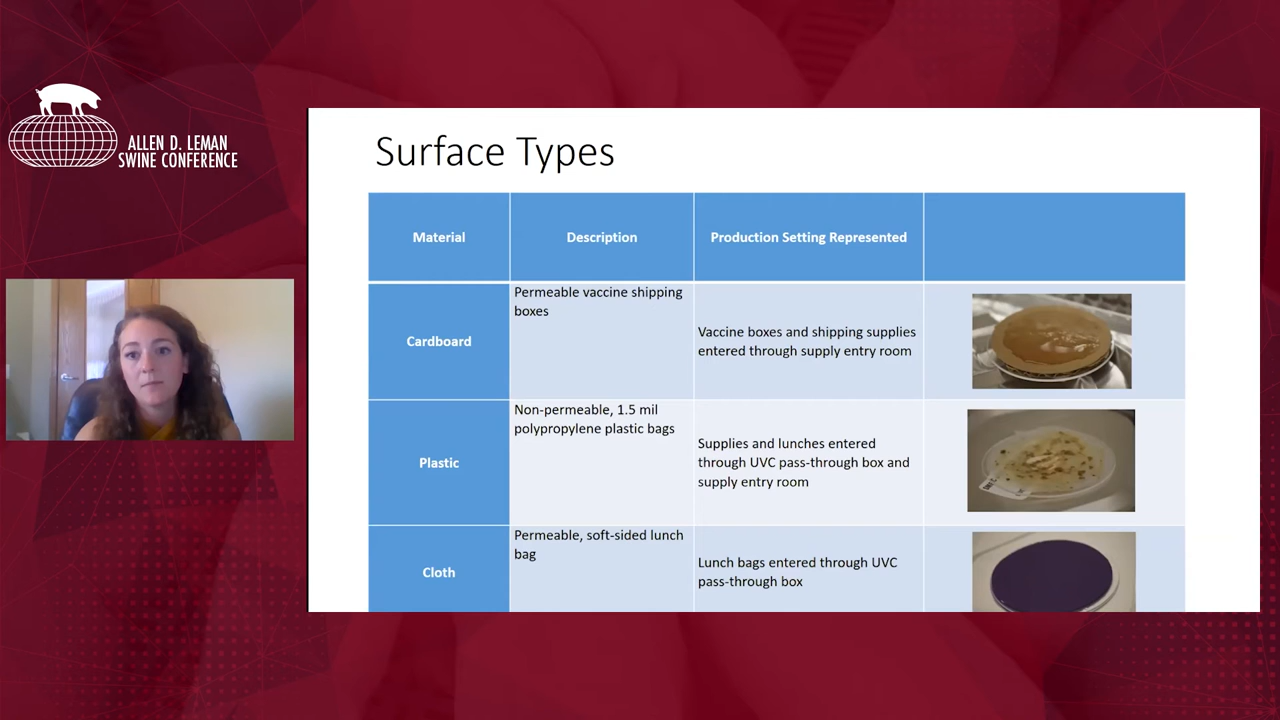 ALLEN D. LEMAN
SWINE CONFERENCE
Surface Types
Material
Description
Production Setting Represented
Cardboard
Permeable vaccine shipping
boxes
Vaccine boxes and shipping supplies
entered through supply entry room
Plastic
Non-permeable, 1.5 mil
polypropylene plastic bags
Supplies and lunches entered
through UVC pass-through box and
supply entry room
Cloth
Permeable, soft-sided lunch
bag
Lunch bags entered through UVC
pass-through box